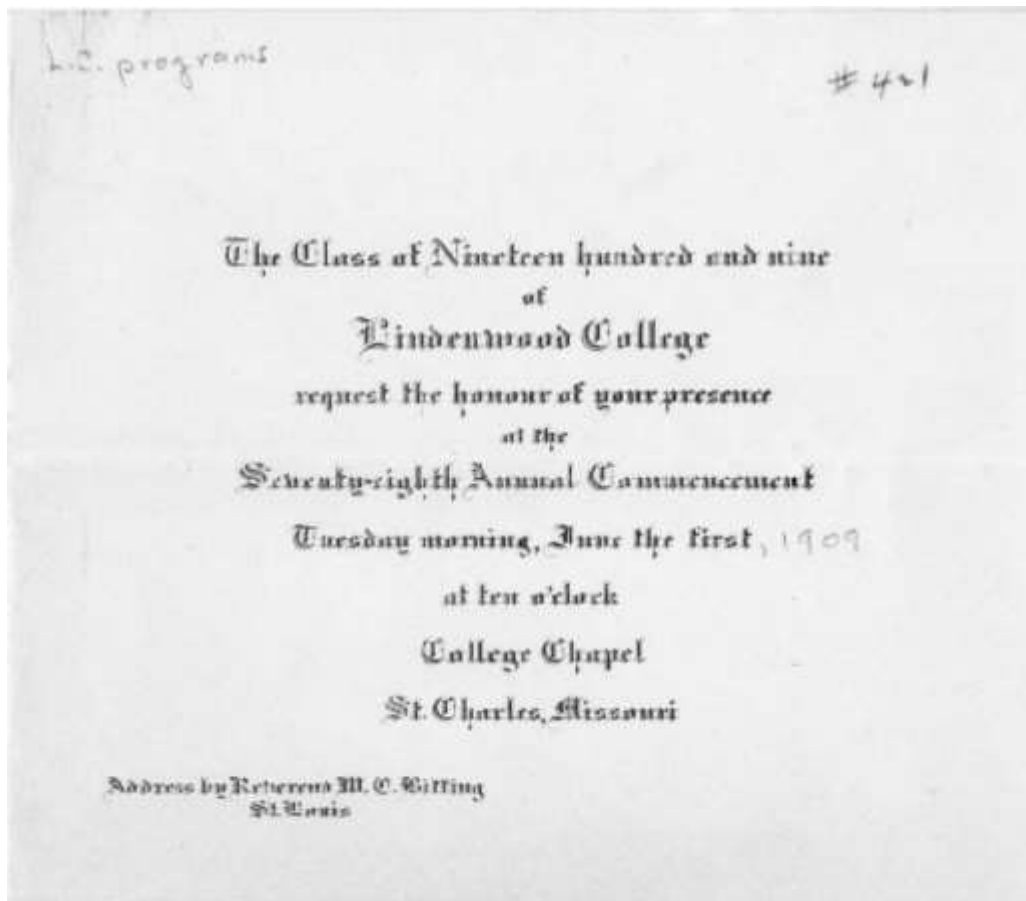 L.C. programs
# 421
The Class of Nineteen hundred and nine
of
Lindenwood College
request the honour of your presence
at the
Seventy-eighth Annual Commencement
Tuesday morning, June the first, 1909
at ten o'clock
College Chapel
St. Charles, Missouri
Address by Reverend W. C. Bitting
St. Louis